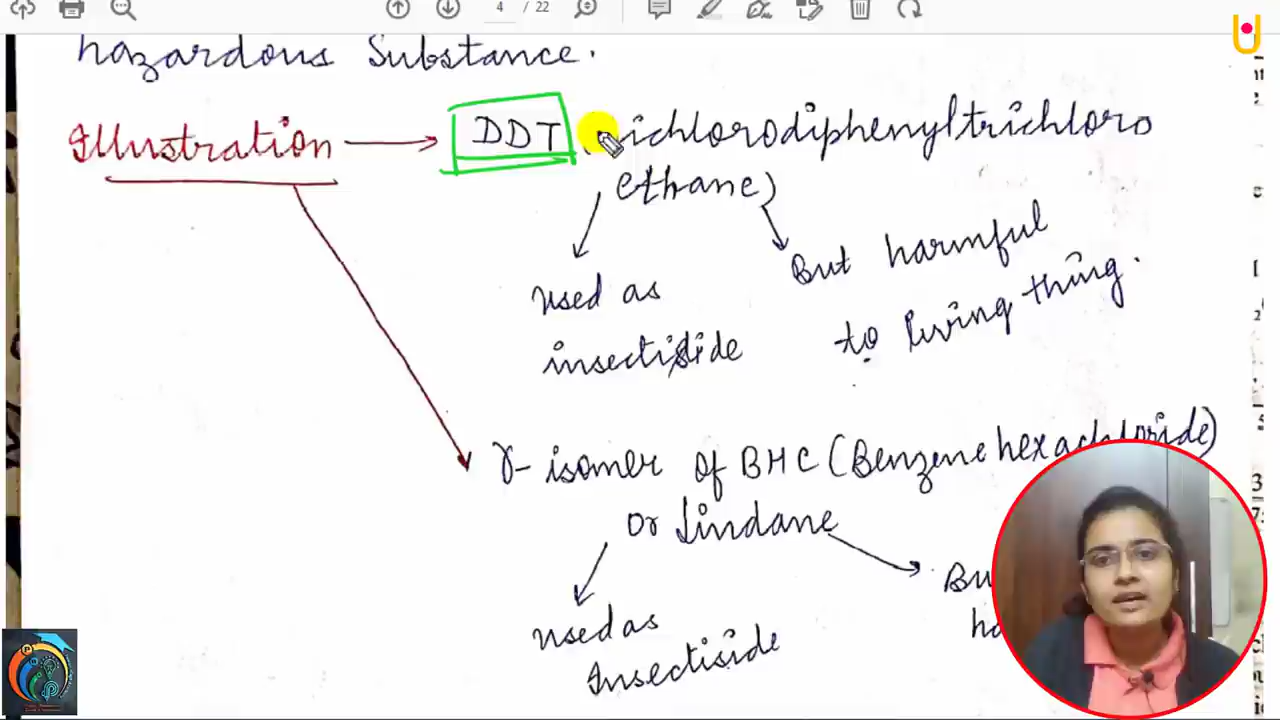 4 / 22
hazardous Substance.
Illustration → DDT ichlorodiphenyltrichloro
ethane)
used as
insectiside
But harmful
to living thing.
γ-isomer of BHC (Benzene hexachloride)
or lindane
used as
Insectiside